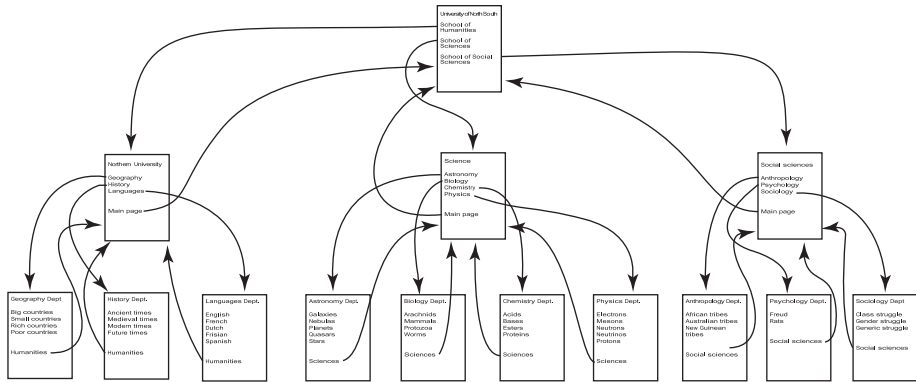 University of North South
School of
Humanities
School of
Sciences
School of Social
Sciences
Northern University
Geography
History
Languages
Main page
Science
Astronomy
Biology
Chemistry
Physics
Main page
Social sciences
Anthropology
Psychology
Sociology
Main page
Geography Dept
Big countries
Small countries
Rich countries
Poor countries
Humanities
History Dept.
Ancient times
Medieval times
Modern times
Future times
Humanities
Languages Dept.
English
French
Dutch
Frisian
Spanish
Humanities
Astronomy Dept.
Galaxies
Nebulas
Planets
Quasars
Stars
Sciences
Biology Dept.
Arachnids
Mammals
Protozoa
Worms
Sciences
Chemistry Dept.
Acids
Bases
Esters
Proteins
Sciences
Physics Dept.
Electrons
Mesons
Neutrons
Neutrinos
Protons
Sciences
Anthropology Dept.
African tribes
Australian tribes
New Guinean
tribes
Social sciences
Psychology Dept.
Freud
Rats
Social sciences
Sociology Dept
Class struggle
Gender struggle
Generic struggle
Social sciences